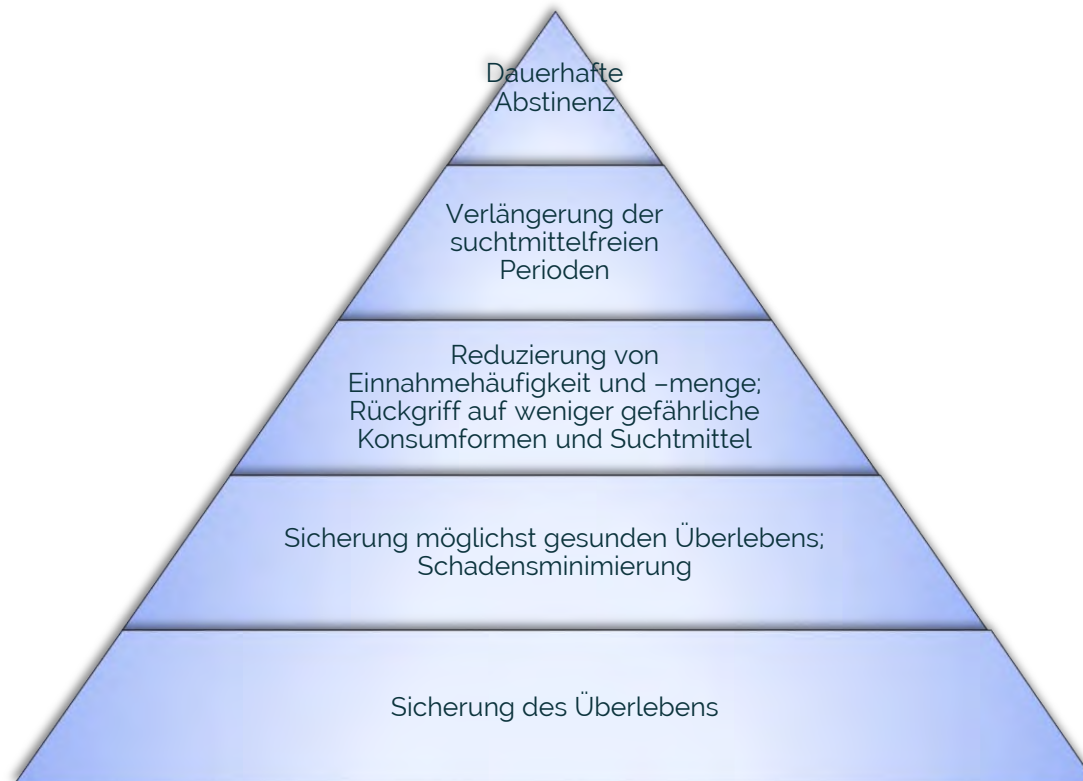 Dauerhafte
Abstinenz
Verlängerung der
suchtmittelfreien
Perioden
Reduzierung von
Einnahmehäufigkeit und –menge;
Rückgriff auf weniger gefährliche
Konsumformen und Suchtmittel
Sicherung möglichst gesunden Überlebens;
Schadensminimierung
Sicherung des Überlebens